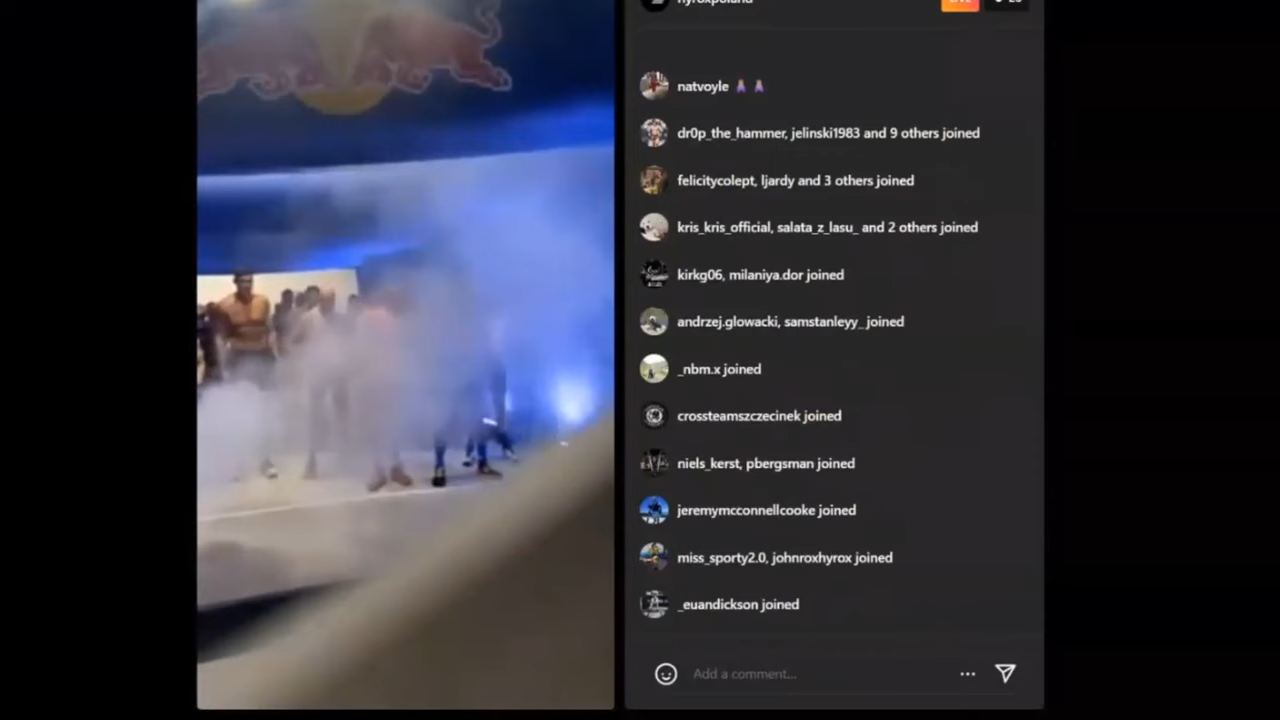 hyroxpoland
LIVE
natvoyle 🙏🏼 🙏🏼
dr0p_the_hammer, jelinski1983 and 9 others joined
felicitycolept, ljardy and 3 others joined
kris_kris_official, salata_z_lasu_ and 2 others joined
kirkg06, milaniya.dor joined
andrzej.glowacki, samstanleyy_ joined
_nbm.x joined
crossteamszczecinek joined
niels_kerst, pbergsman joined
jeremymcconnellcooke joined
miss_sporty2.0, johnroxhyrox joined
_euandickson joined
Add a comment...